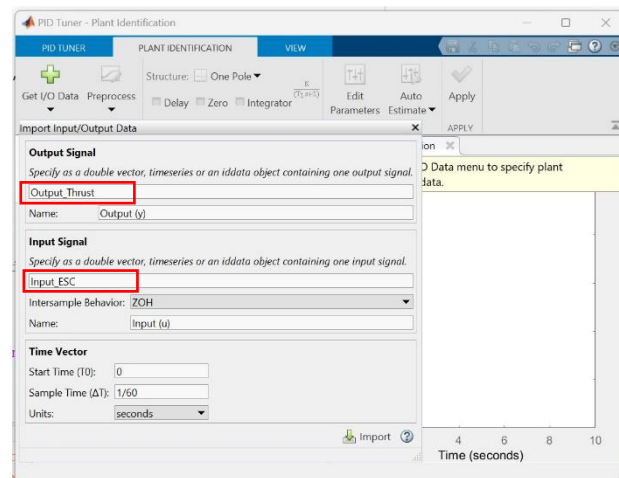 PID Tuner - Plant Identification
PID TUNER
PLANT IDENTIFICATION
VIEW
Get I/O Data
Preprocess
Structure:
One Pole
Delay
Zero
Integrator
Edit
Parameters
Auto
Estimate
Apply
APPLY
Import Input/Output Data
ion
Data menu to specify plant
data.
Output Signal
Specify as a double vector, timeseries or an iddata object containing one output signal.
Output_Thrust
Name: Output (y)
Input Signal
Specify as a double vector, timeseries or an iddata object containing one input signal.
Input_ESC
Intersample Behavior: ZOH
Name: Input (u)
Time Vector
Start Time (T0): 0
Sample Time (ΔT): 1/60
Units: seconds
Import
4 6 8 10
Time (seconds)